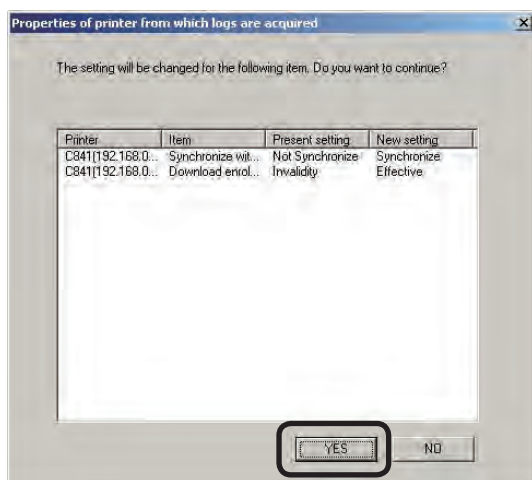 Properties of printer from which logs are acquired
The setting will be changed for the following item. Do you want to continue?
Printer Item Present setting New setting
C841(192.168.0... Synchronize wit... Not Synchronize Synchronize
C841(192.168.0... Download enrol... Invalidity Effective
YES NO